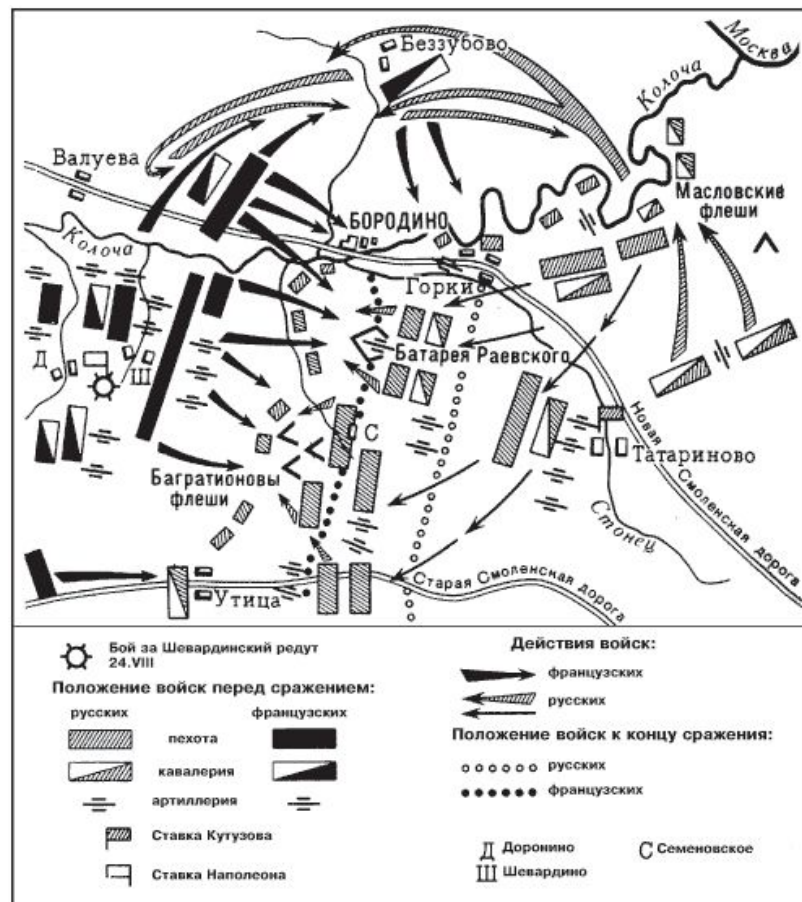 Беззубово
Москва
Колоча
Валуева
Масловские
флеши
БОРОДИНО
Колоча
Горки
Батарея Раевского
Д
Ш
С
Татариново
Багратионовы
флеши
Стонец
Новая Смоленская дорога
Старая Смоленская дорога
Утица
Бой за Шевардинский редут
24.VIII
Положение войск перед сражением:
русских французских
пехота
кавалерия
артиллерия
Ставка Кутузова
Ставка Наполеона
Действия войск:
французских
русских
Положение войск к концу сражения:
русских
французских
Д Доронино С Семеновское
Ш Шевардино